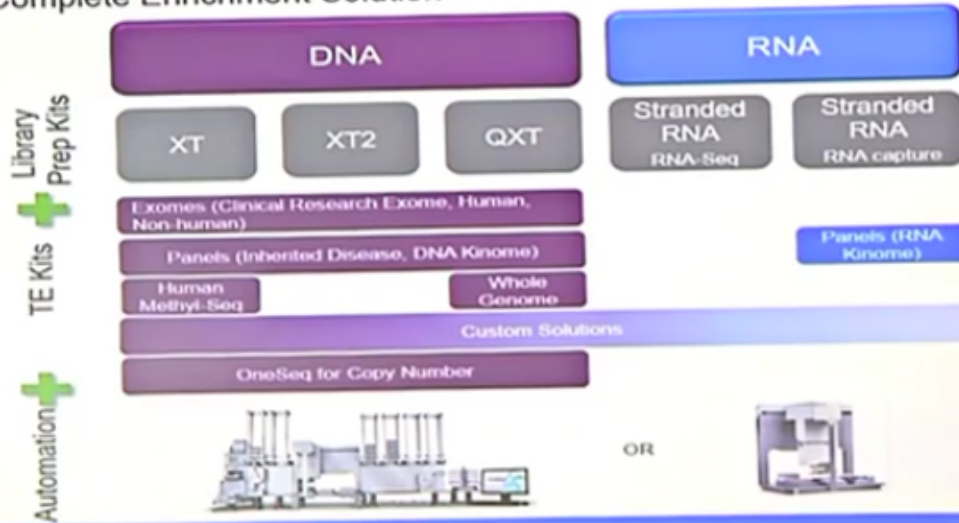 Complete Enrichment Solution
DNA
RNA
Library
Prep Kits
XT
XT2
QXT
Stranded
RNA
RNA-Seq
Stranded
RNA
RNA capture
Exomes (Clinical Research Exome, Human,
Non-human)
TE Kits
Panels (Inherited Disease, DNA Kinome)
Panels (RNA
Kinome)
Human
Methyl-Seq
Whole
Genome
Custom Solutions
OneSeq for Copy Number
Automation
OR